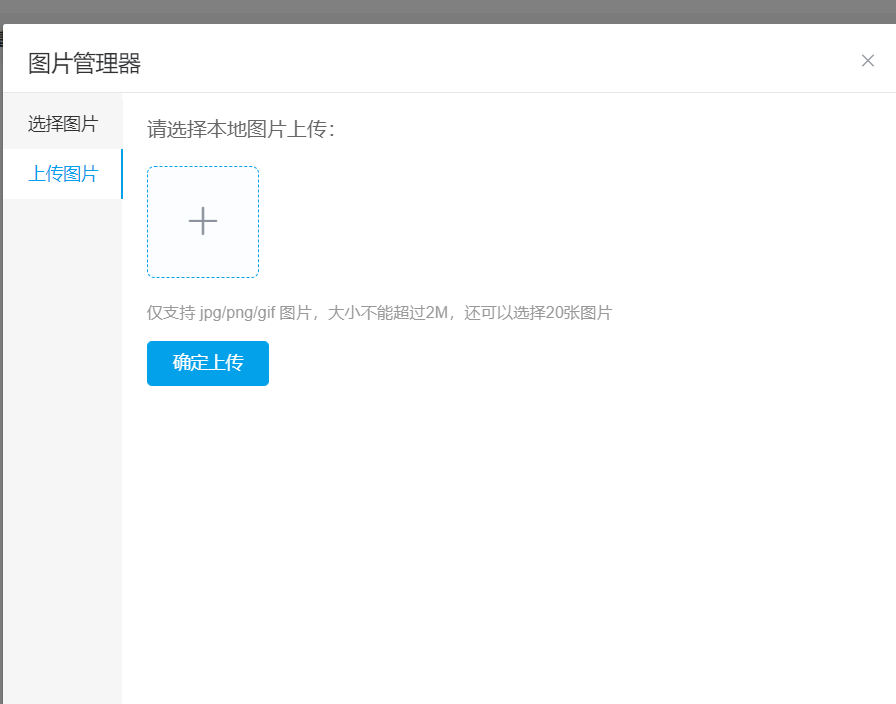 图片管理器
选择图片
上传图片
请选择本地图片上传：
仅支持 jpg/png/gif 图片，大小不能超过2M，还可以选择20张图片
确定上传